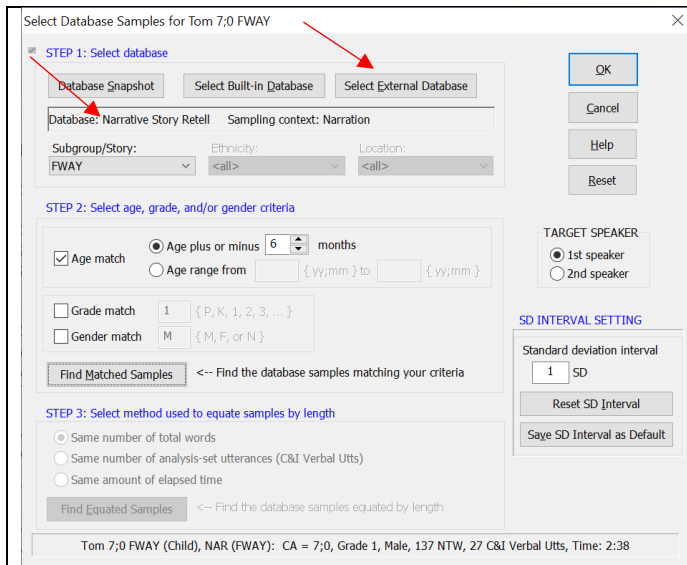 Select Database Samples for Tom 7;0 FWAY
STEP 1: Select database
Database Snapshot Select Built-in Database Select External Database
Database: Narrative Story Retell Sampling context: Narration
Subgroup/Story: Ethnicity: Location:
FWAY <all> <all>
STEP 2: Select age, grade, and/or gender criteria
Age match
Age plus or minus 6 months
Age range from { yy;mm } to { yy;mm }
Grade match 1 { P, K, 1, 2, 3, ... }
Gender match M { M, F, or N }
Find Matched Samples <-- Find the database samples matching your criteria
STEP 3: Select method used to equate samples by length
Same number of total words
Same number of analysis-set utterances (C&I Verbal Utts)
Same amount of elapsed time
Find Equated Samples <-- Find the database samples equated by length
OK
Cancel
Help
Reset
TARGET SPEAKER
1st speaker
2nd speaker
SD INTERVAL SETTING
Standard deviation interval
1 SD
Reset SD Interval
Save SD Interval as Default
Tom 7;0 FWAY (Child), NAR (FWAY): CA = 7;0, Grade 1, Male, 137 NTW, 27 C&I Verbal Utts, Time: 2:38